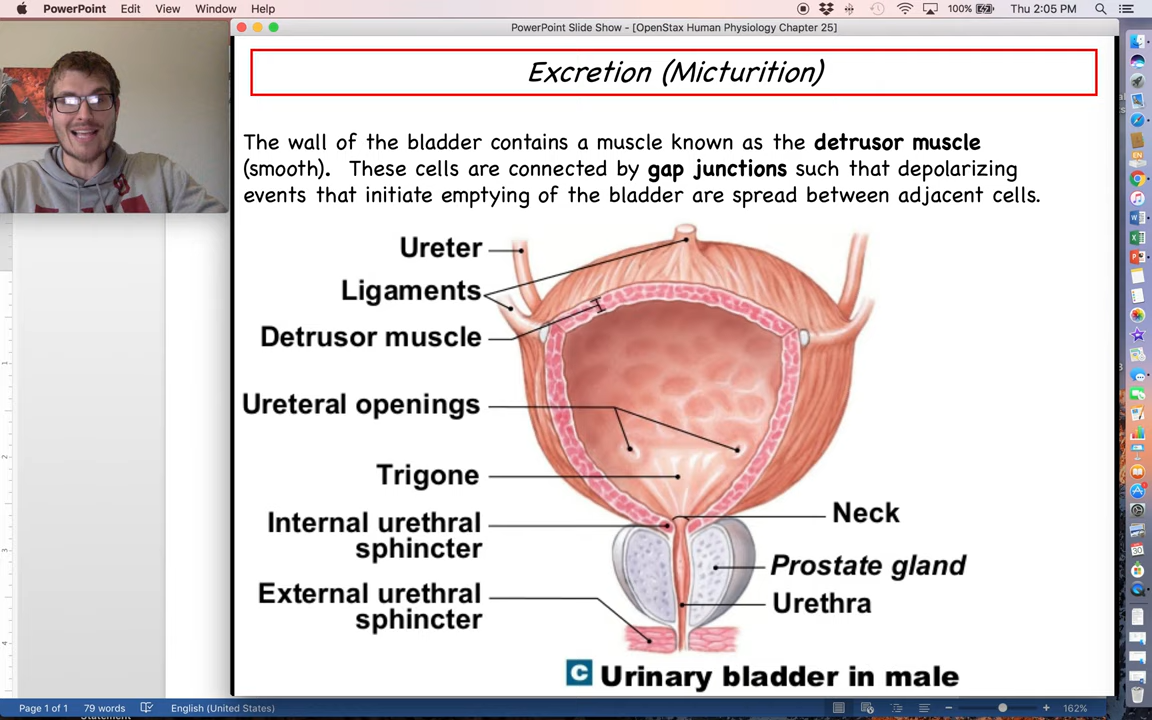 PowerPoint Edit View Window Help
100% Thu 2:05 PM
PowerPoint Slide Show - [OpenStax Human Physiology Chapter 25]
Excretion (Micturition)
The wall of the bladder contains a muscle known as the detrusor muscle
(smooth). These cells are connected by gap junctions such that depolarizing
events that initiate emptying of the bladder are spread between adjacent cells.
Ureter
Ligaments
Detrusor muscle
Ureteral openings
Trigone
Internal urethral
sphincter
External urethral
sphincter
Neck
Prostate gland
Urethra
C Urinary bladder in male
Page 1 of 1 79 words English (United States) 162%